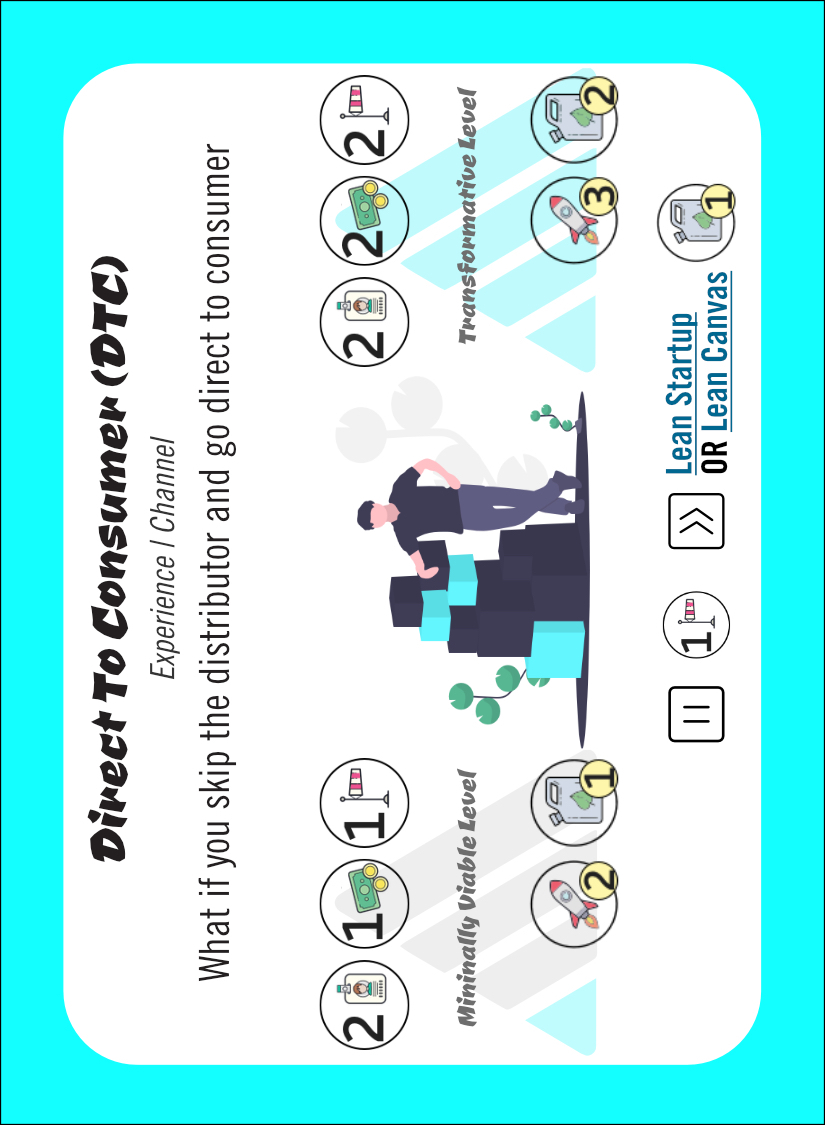 Direct To Consumer (DTC)
Experience | Channel
What if you skip the distributor and go direct to consumer
2 1 1
2 2 2
Mininally Viable Level
Transformative Level
2 1
3 2
1
Lean Startup
OR Lean Canvas
1